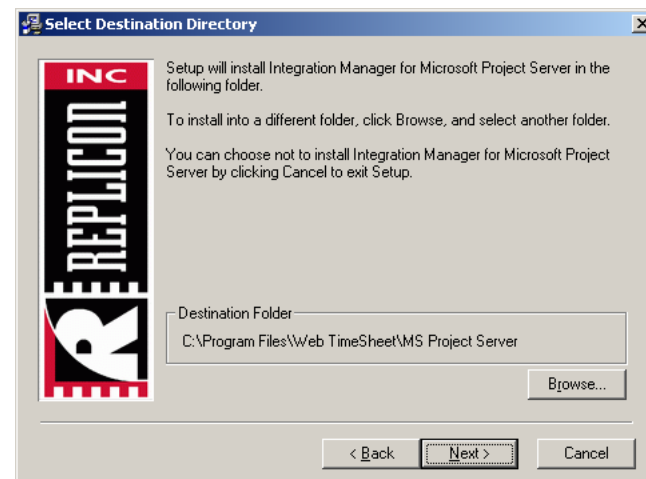 Select Destination Directory
INC
REPLICON
R
Setup will install Integration Manager for Microsoft Project Server in the
following folder.
To install into a different folder, click Browse, and select another folder.
You can choose not to install Integration Manager for Microsoft Project
Server by clicking Cancel to exit Setup.
Destination Folder
C:\Program Files\Web TimeSheet\MS Project Server
Browse...
< Back
Next >
Cancel